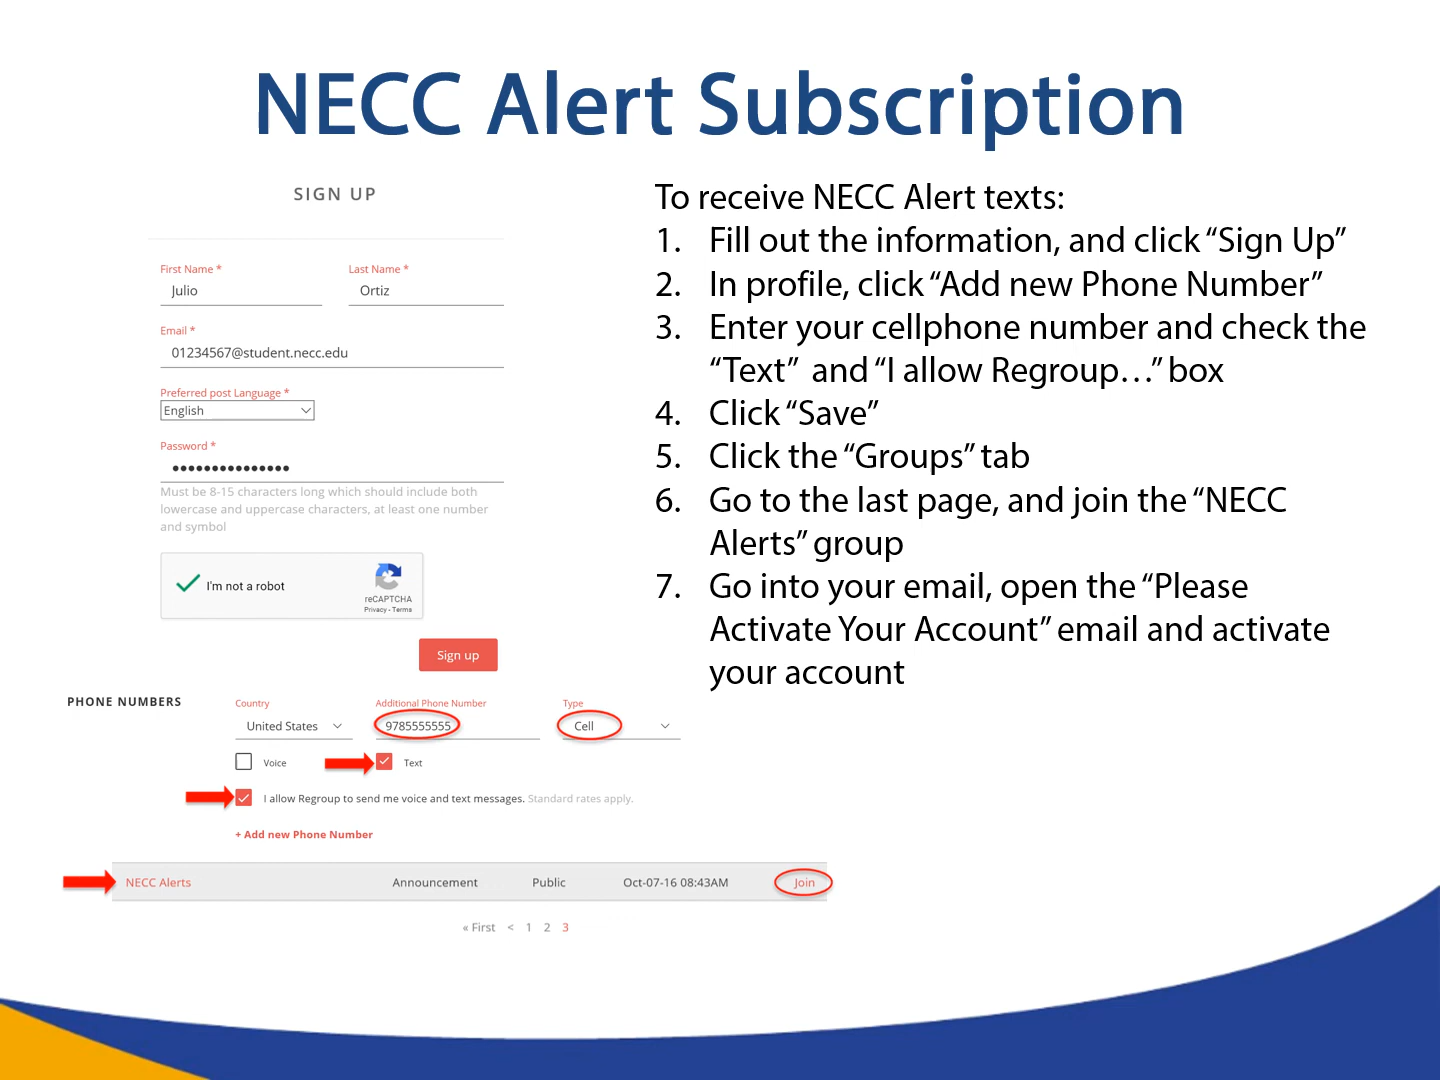 NECC Alert Subscription
SIGN UP
First Name *
Last Name *
Julio
Ortiz
Email *
01234567@student.necc.edu
Preferred post Language *
English
Password *
•••••••••••••••
Must be 8-15 characters long which should include both
lowercase and uppercase characters, at least one number
and symbol
I'm not a robot
reCAPTCHA
Privacy - Terms
Sign up
To receive NECC Alert texts:
1. Fill out the information, and click “Sign Up”
2. In profile, click “Add new Phone Number”
3. Enter your cellphone number and check the
“Text” and “I allow Regroup…” box
4. Click “Save”
5. Click the “Groups” tab
6. Go to the last page, and join the “NECC
Alerts” group
7. Go into your email, open the “Please
Activate Your Account” email and activate
your account
PHONE NUMBERS
Country
Additional Phone Number
Type
United States
9785555555
Cell
Voice
Text
I allow Regroup to send me voice and text messages. Standard rates apply.
+ Add new Phone Number
NECC Alerts Announcement Public Oct-07-16 08:43AM Join
« First < 1 2 3